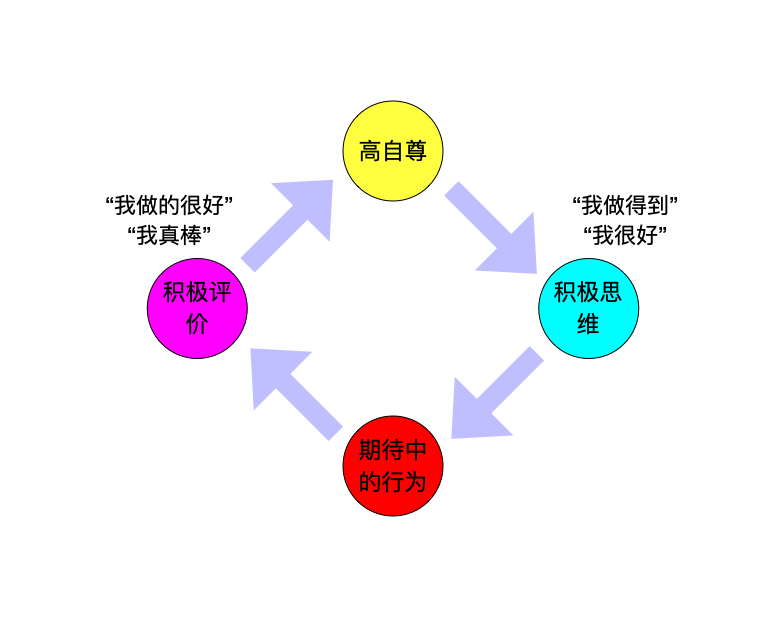 高自尊
“我做的很好”
“我真棒”
“我做得到”
“我很好”
积极评
价
积极思
维
期待中
的行为